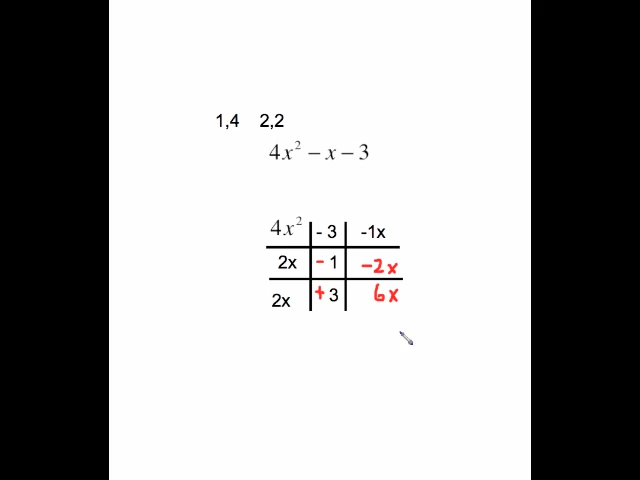 1,4 2,2
4x² − x − 3
4x² - 3 -1x
2x - 1 -2x
2x + 3 6x